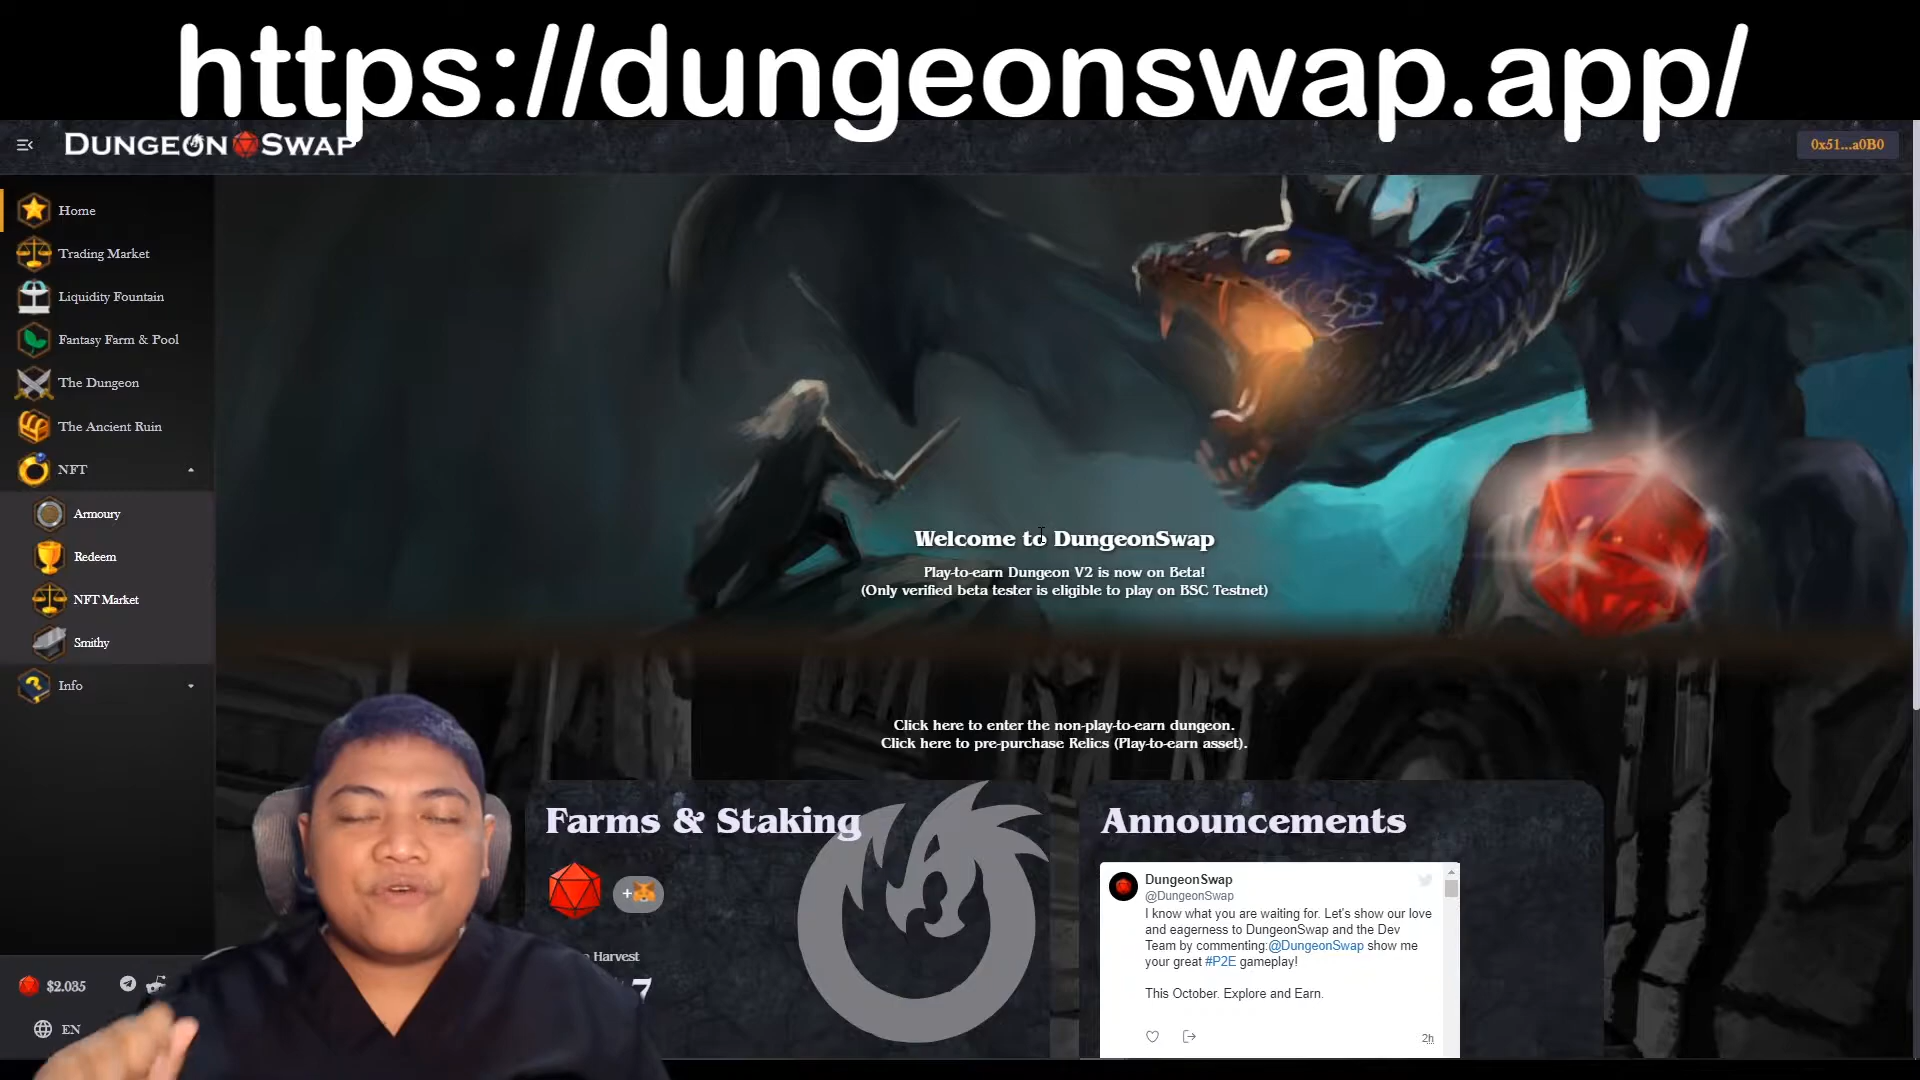 https://dungeonswap.app/
DUNGEON SWAP
0x51...a0B0
Home
Trading Market
Liquidity Fountain
Fantasy Farm & Pool
The Dungeon
The Ancient Ruin
NFT
Armoury
Redeem
NFT Market
Smithy
Info
$2.035
EN
Welcome to DungeonSwap
Play-to-earn Dungeon V2 is now on Beta!
(Only verified beta tester is eligible to play on BSC Testnet)
Click here to enter the non-play-to-earn dungeon.
Click here to pre-purchase Relics (Play-to-earn asset).
Farms & Staking
+
Harvest
7
Announcements
DungeonSwap
@DungeonSwap
I know what you are waiting for. Let's show our love
and eagerness to DungeonSwap and the Dev
Team by commenting:@DungeonSwap show me
your great #P2E gameplay!
This October. Explore and Earn.
2h